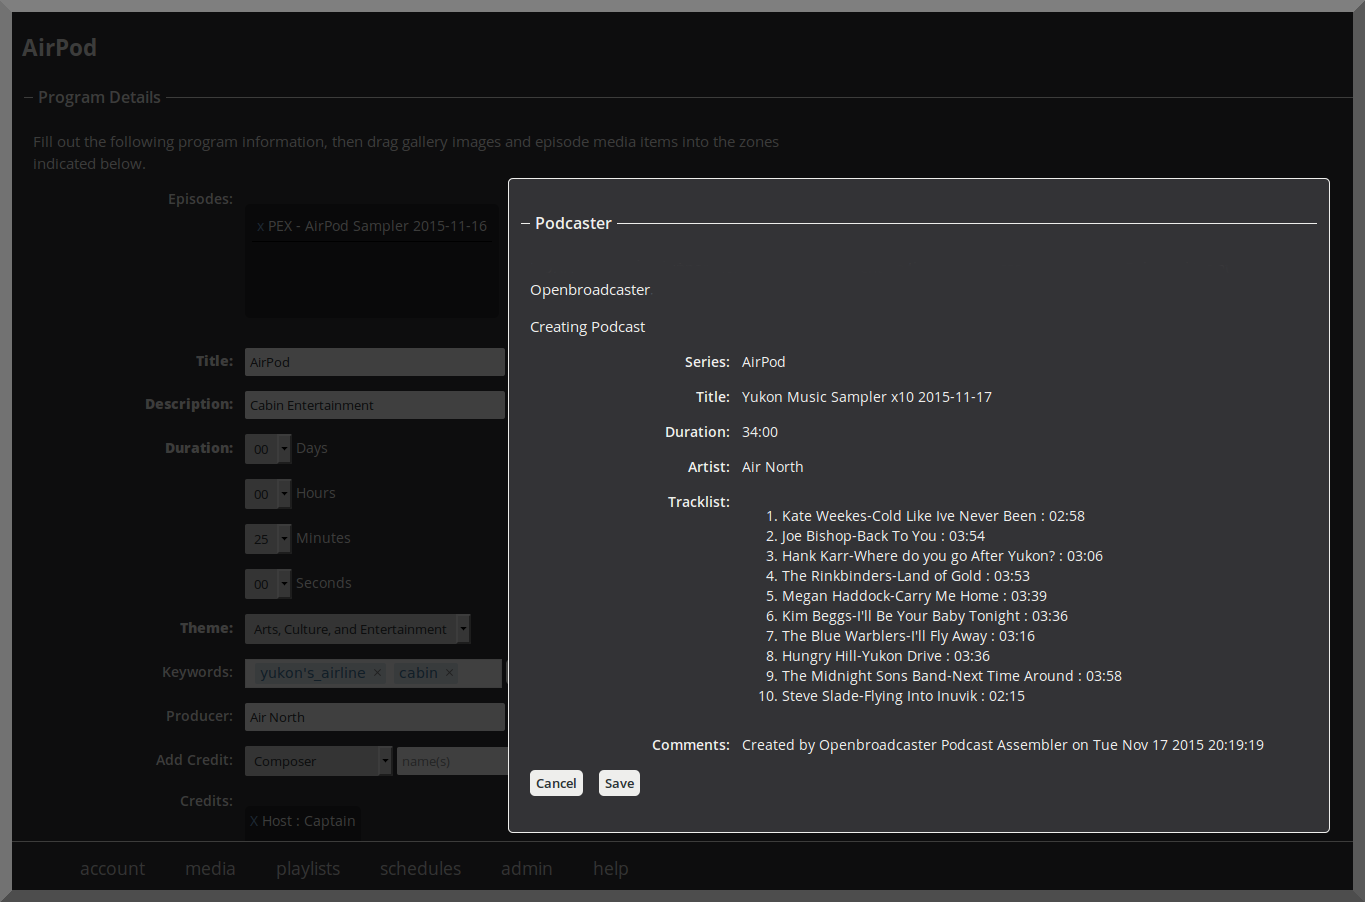 AirPod
Program Details
Fill out the following program information, then drag gallery images and episode media items into the zones
indicated below.
Episodes:
x PEX - AirPod Sampler 2015-11-16
Title: AirPod
Description: Cabin Entertainment
Duration: 00 Days
00 Hours
25 Minutes
00 Seconds
Theme: Arts, Culture, and Entertainment
Keywords: yukon's_airline × cabin ×
Producer: Air North
Add Credit: Composer name(s)
Credits:
X Host : Captain
Podcaster
Openbroadcaster
Creating Podcast
Series: AirPod
Title: Yukon Music Sampler x10 2015-11-17
Duration: 34:00
Artist: Air North
Tracklist:
1. Kate Weekes-Cold Like Ive Never Been : 02:58
2. Joe Bishop-Back To You : 03:54
3. Hank Karr-Where do you go After Yukon? : 03:06
4. The Rinkbinders-Land of Gold : 03:53
5. Megan Haddock-Carry Me Home : 03:39
6. Kim Beggs-I'll Be Your Baby Tonight : 03:36
7. The Blue Warblers-I'll Fly Away : 03:16
8. Hungry Hill-Yukon Drive : 03:36
9. The Midnight Sons Band-Next Time Around : 03:58
10. Steve Slade-Flying Into Inuvik : 02:15
Comments: Created by Openbroadcaster Podcast Assembler on Tue Nov 17 2015 20:19:19
Cancel Save
account media playlists schedules admin help